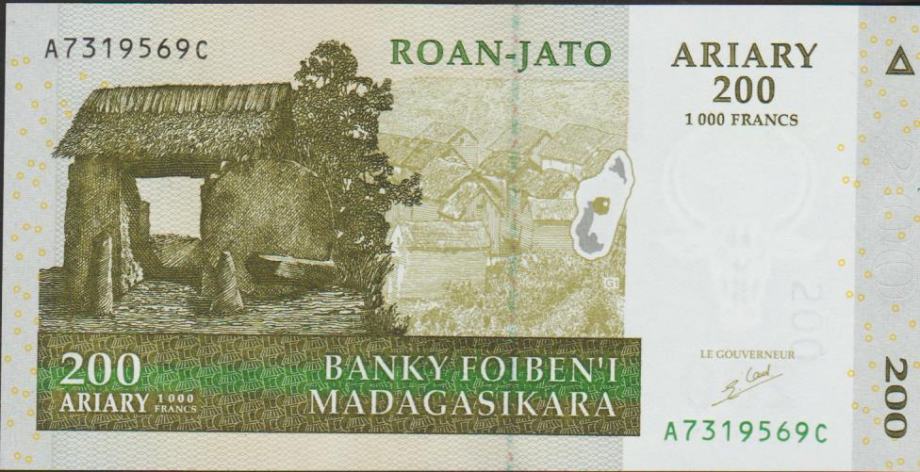 A7319569C
ROAN-JATO
ARIARY
200
1 000 FRANCS
200
ARIARY 1 000 FRANCS
BANKY FOIBEN'I
MADAGASIKARA
LE GOUVERNEUR
A7319569C
200